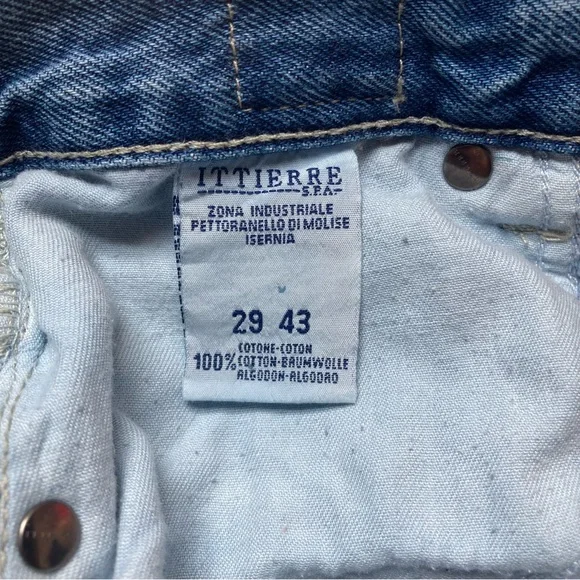 ITTIERRE
S.P.A-
ZONA INDUSTRIALE
PETTORANELLO DI MOLISE
ISERNIA
29 43
COTONE-COTON
100% COTTON-BAUMWOLLE
ALGODON-ALGODAO